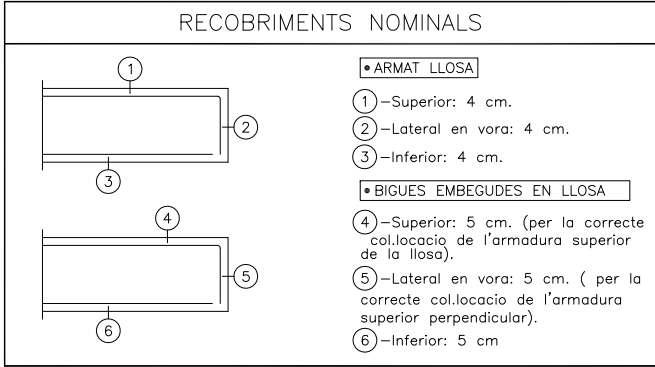 RECOBRIMENTS NOMINALS
• ARMAT LLOSA
1 -Superior: 4 cm.
2 -Lateral en vora: 4 cm.
3 -Inferior: 4 cm.
• BIGUES EMBEGUDES EN LLOSA
4 -Superior: 5 cm. (per la correcte
col.locacio de l'armadura superior
de la llosa).
5 -Lateral en vora: 5 cm. ( per la
correcte col.locacio de l'armadura
superior perpendicular).
6 -Inferior: 5 cm
1
2
3
4
5
6